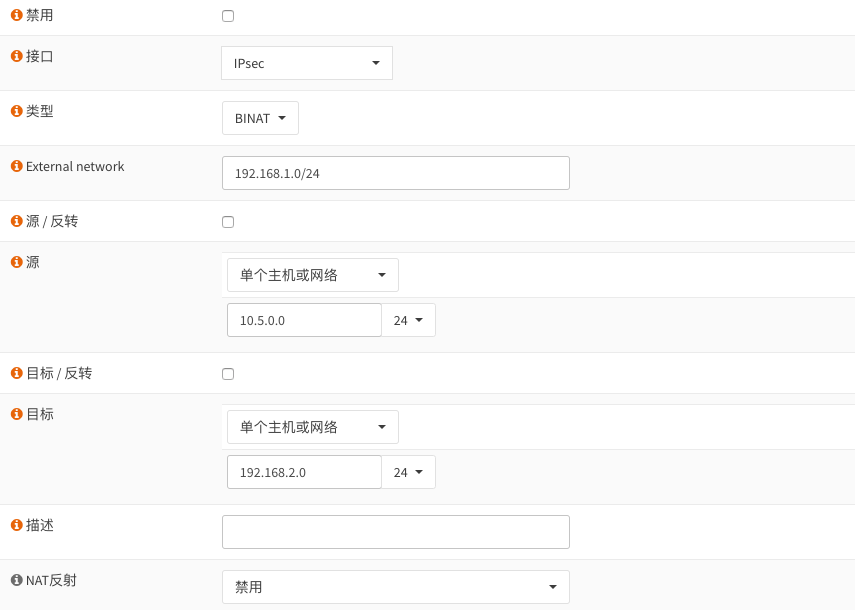 禁用
接口
IPsec
类型
BINAT
External network
192.168.1.0/24
源 / 反转
源
单个主机或网络
10.5.0.0
24
目标 / 反转
目标
单个主机或网络
192.168.2.0
24
描述
NAT反射
禁用